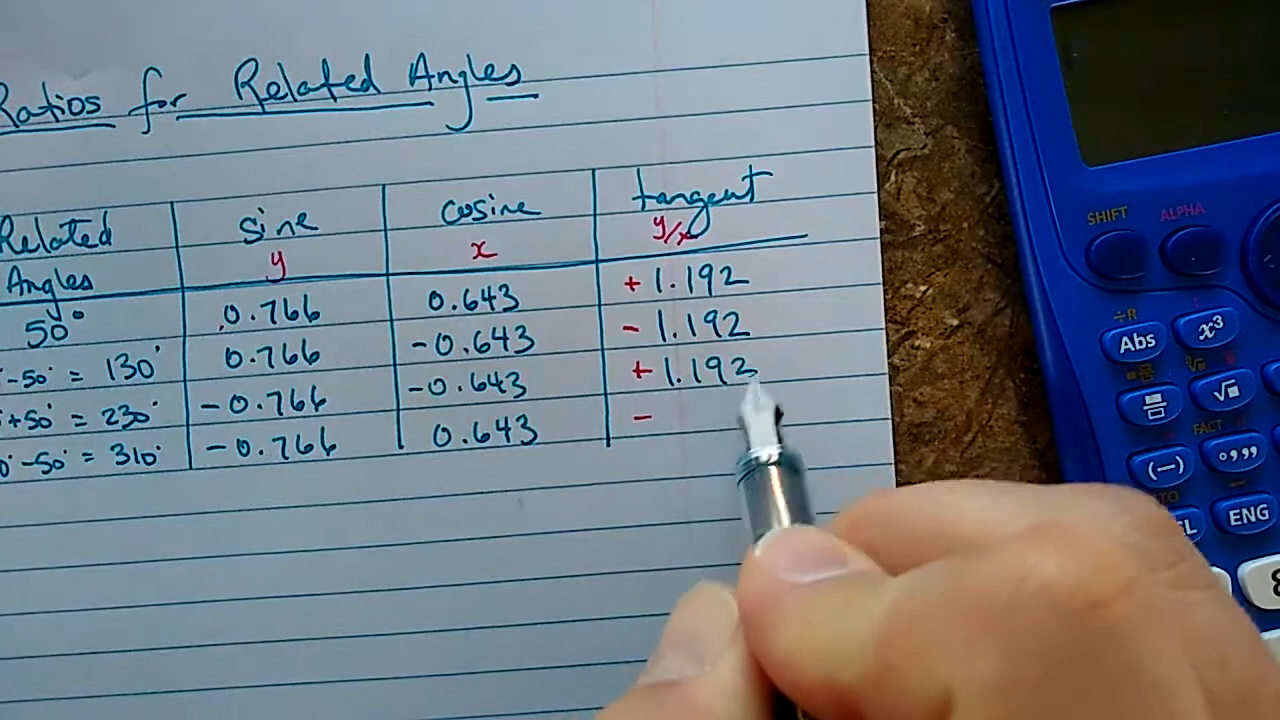 Ratios for Related Angles
Related sine cosine tangent
Angles y x y/x
50° 0.766 0.643 + 1.192
-50° = 130° 0.766 -0.643 - 1.192
+50° = 230° -0.766 -0.643 + 1.192
0° -50° = 310° -0.766 0.643 -
SHIFT ALPHA
÷R
Abs x³
√
FACT
(−) °,,,
ENG
8